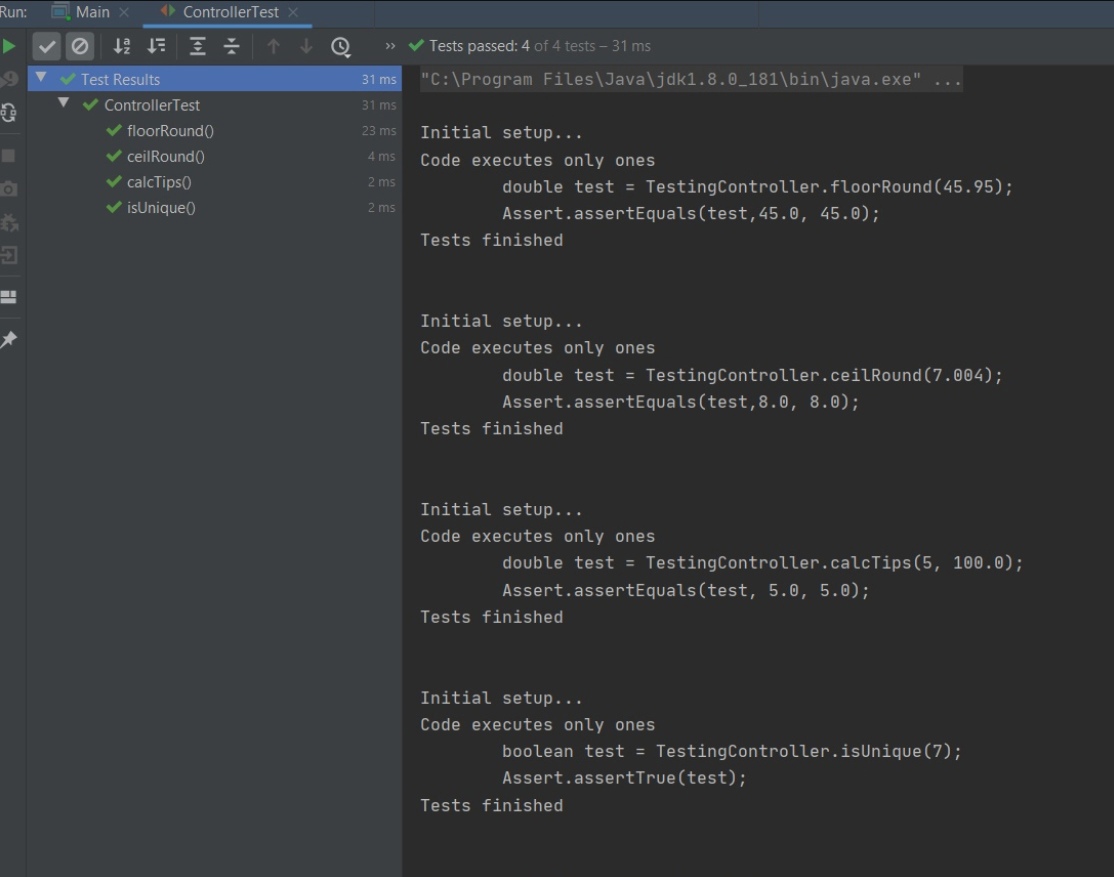 Run: Main × ControllerTest ×
» Tests passed: 4 of 4 tests – 31 ms
Test Results 31 ms
ControllerTest 31 ms
floorRound() 23 ms
ceilRound() 4 ms
calcTips() 2 ms
isUnique() 2 ms
"C:\Program Files\Java\jdk1.8.0_181\bin\java.exe" ...
Initial setup...
Code executes only ones
double test = TestingController.floorRound(45.95);
Assert.assertEquals(test,45.0, 45.0);
Tests finished
Initial setup...
Code executes only ones
double test = TestingController.ceilRound(7.004);
Assert.assertEquals(test,8.0, 8.0);
Tests finished
Initial setup...
Code executes only ones
double test = TestingController.calcTips(5, 100.0);
Assert.assertEquals(test, 5.0, 5.0);
Tests finished
Initial setup...
Code executes only ones
boolean test = TestingController.isUnique(7);
Assert.assertTrue(test);
Tests finished